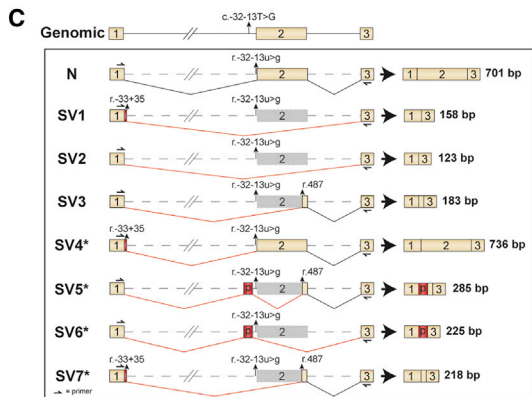 C
c.-32-13T>G
Genomic 1 2 3
r.-32-13u>g
N 1 2 3 1 2 3 701 bp
r.-33+35 r.-32-13u>g
SV1 1 2 3 1 3 158 bp
r.-32-13u>g
SV2 1 2 3 1 3 123 bp
r.-32-13u>g r.487
SV3 1 2 3 1 3 183 bp
r.-33+35 r.-32-13u>g
SV4* 1 2 3 1 2 3 736 bp
r.-32-13u>g r.487
SV5* 1 p 2 3 1 p 3 285 bp
r.-32-13u>g
SV6* 1 p 2 3 1 p 3 225 bp
r.-33+35 r.-32-13u>g r.487
SV7* 1 2 3 1 3 218 bp
= primer